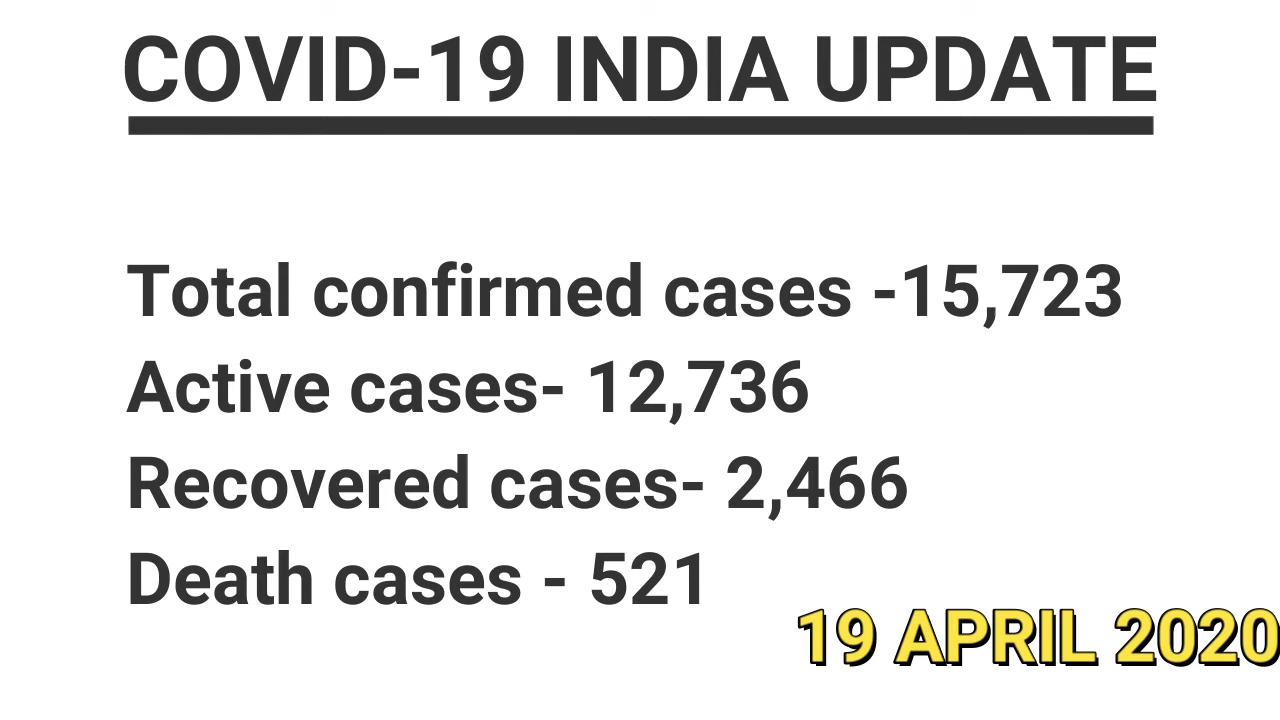 COVID-19 INDIA UPDATE
Total confirmed cases -15,723
Active cases- 12,736
Recovered cases- 2,466
Death cases - 521
19 APRIL 2020